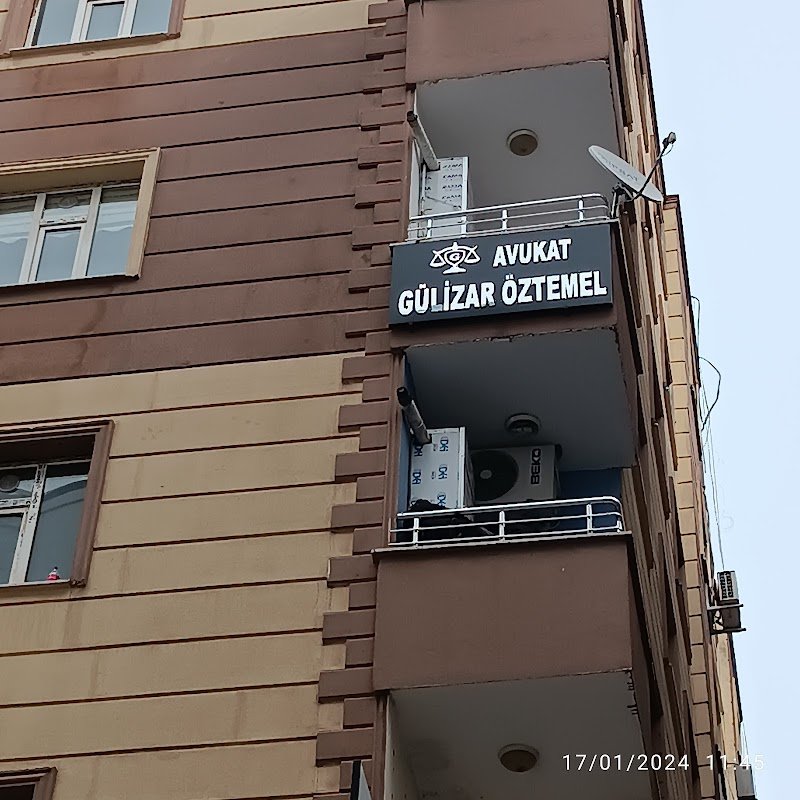 AVUKAT
GÜLİZAR ÖZTEMEL
BEKO
17/01/2024 11:45